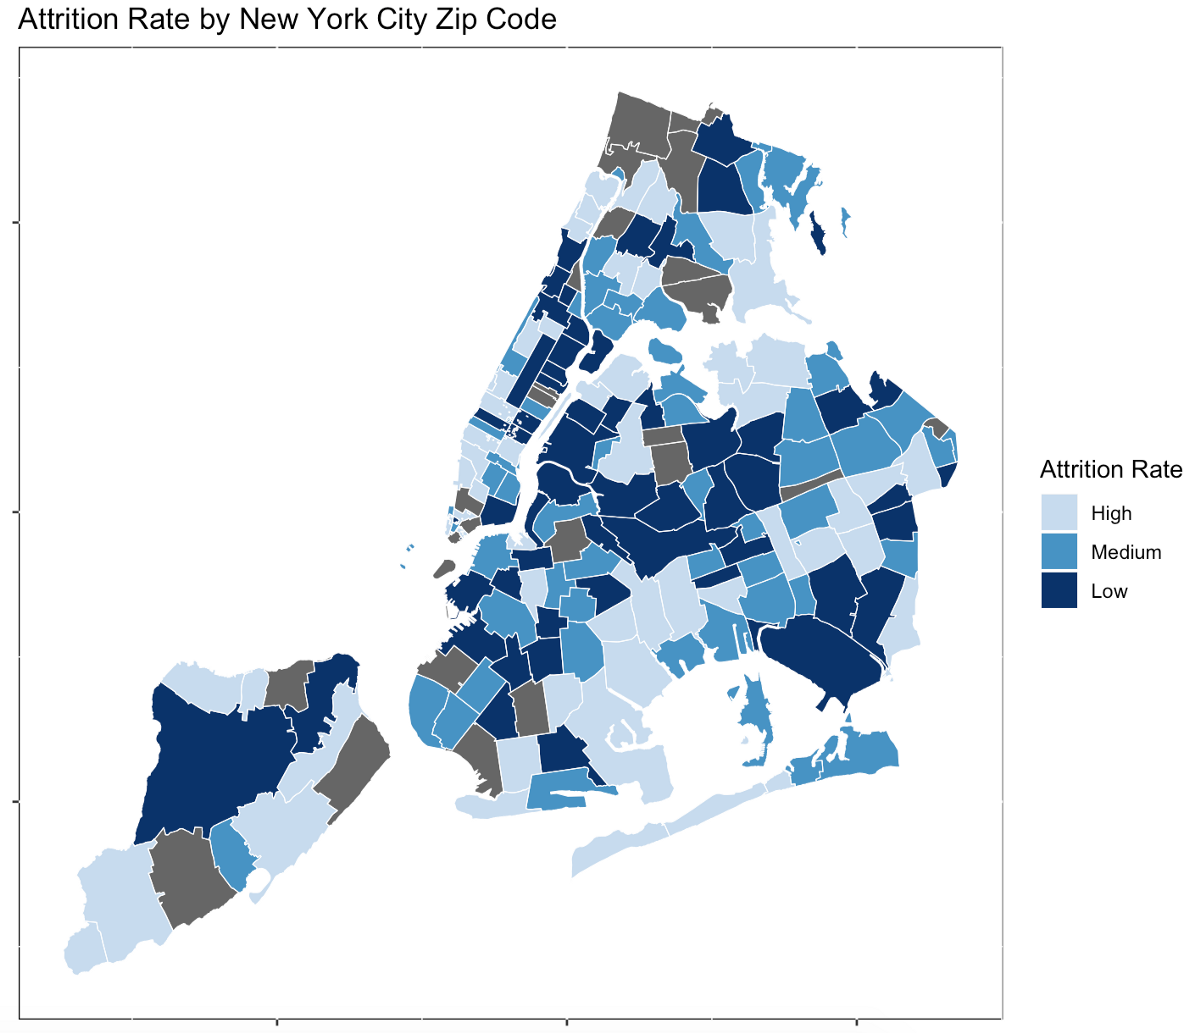 Attrition Rate by New York City Zip Code
Attrition Rate
High
Medium
Low